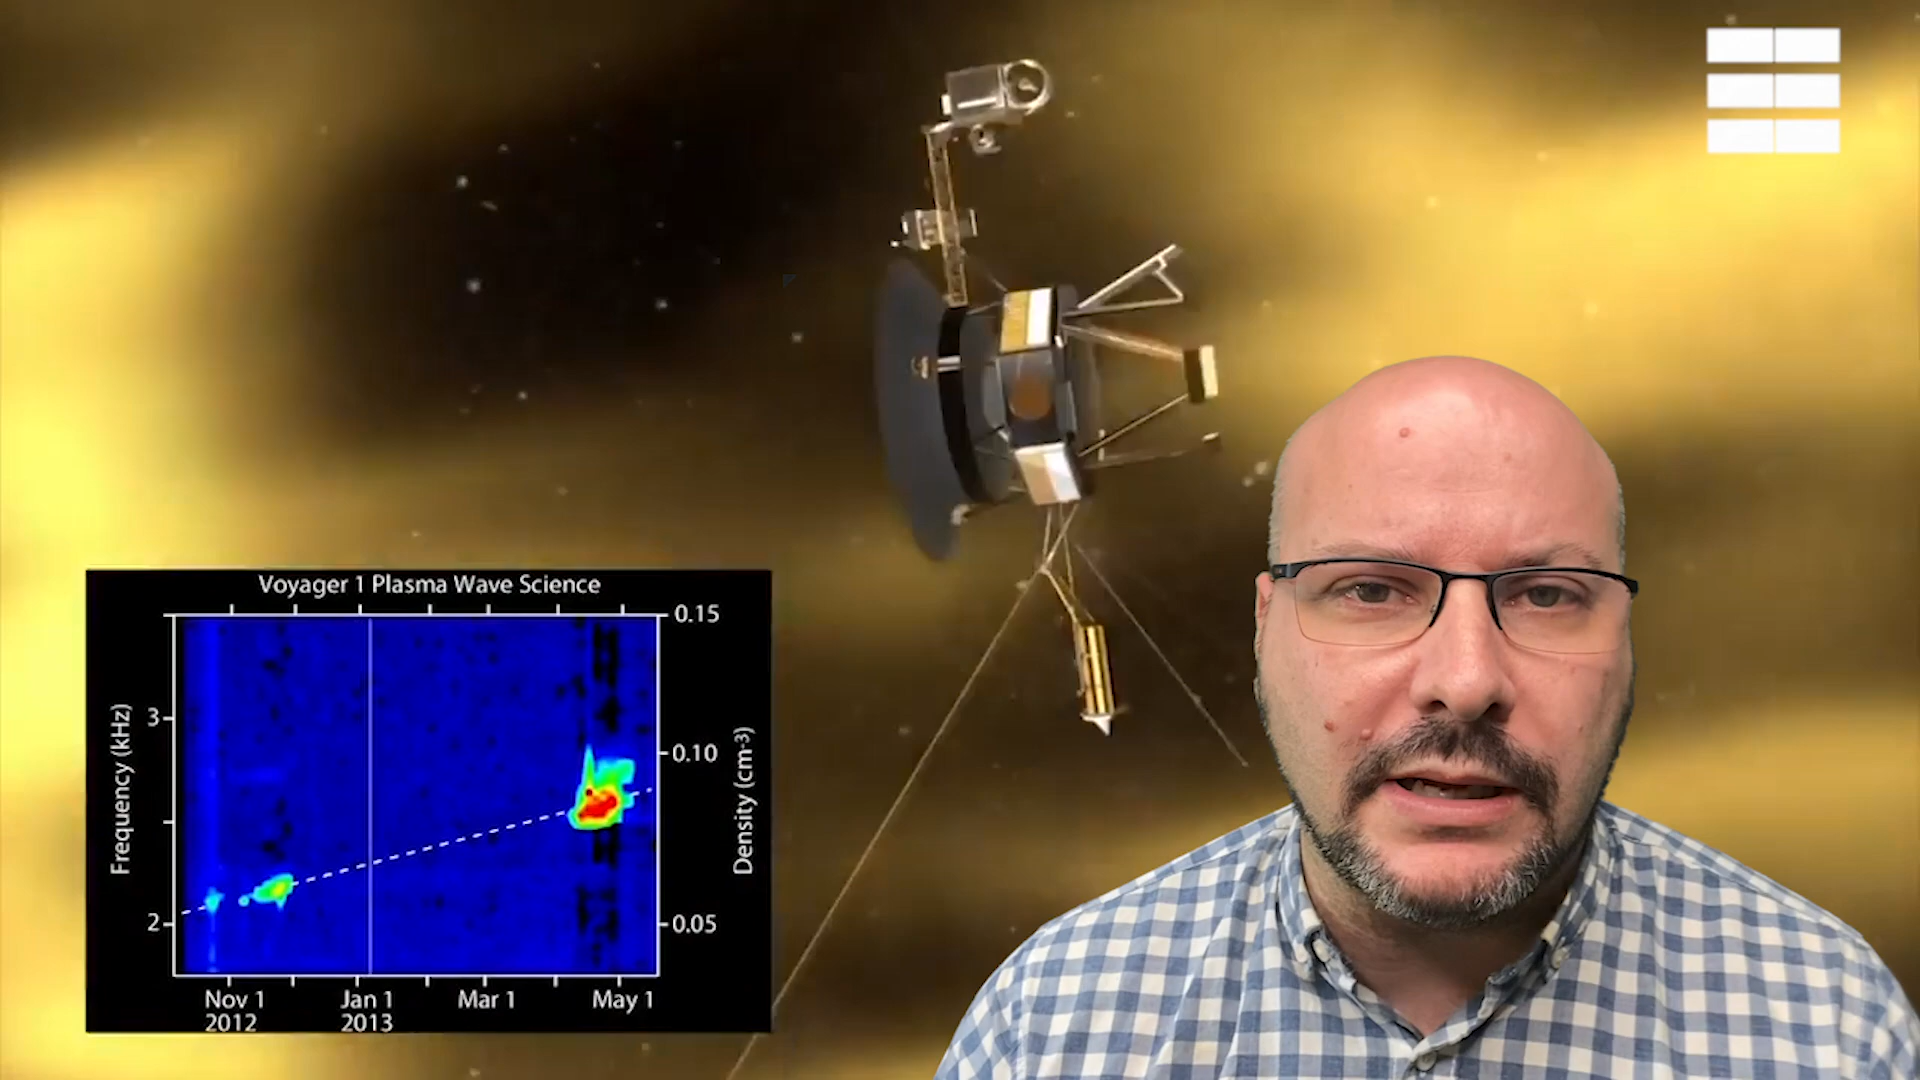 Voyager 1 Plasma Wave Science
0.15
3
0.10
Frequency (kHz)
Density (cm-3)
2
0.05
Nov 1 Jan 1 Mar 1 May 1
2012 2013